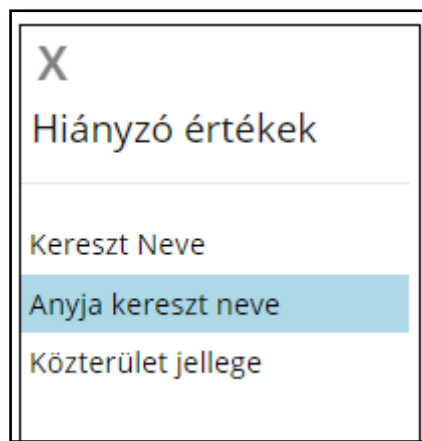 X
Hiányzó értékek
Kereszt Neve
Anyja kereszt neve
Közterület jellege